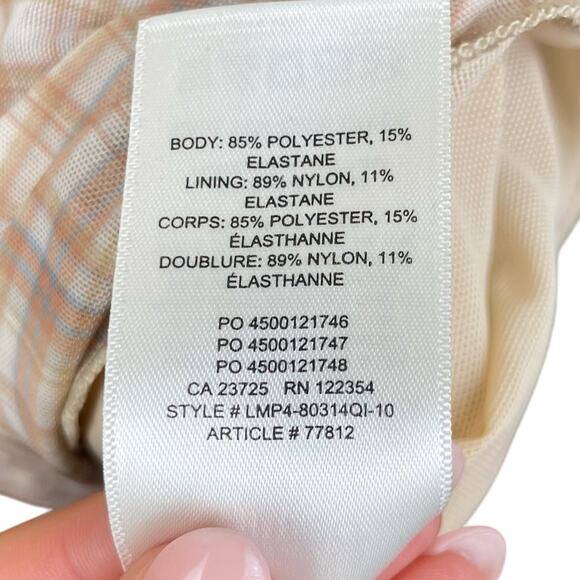 BODY: 85% POLYESTER, 15%
ELASTANE
LINING: 89% NYLON, 11%
ELASTANE
CORPS: 85% POLYESTER, 15%
ÉLASTHANNE
DOUBLURE: 89% NYLON, 11%
ÉLASTHANNE
PO 4500121746
PO 4500121747
PO 4500121748
CA 23725 RN 122354
STYLE # LMP4-80314QI-10
ARTICLE # 77812